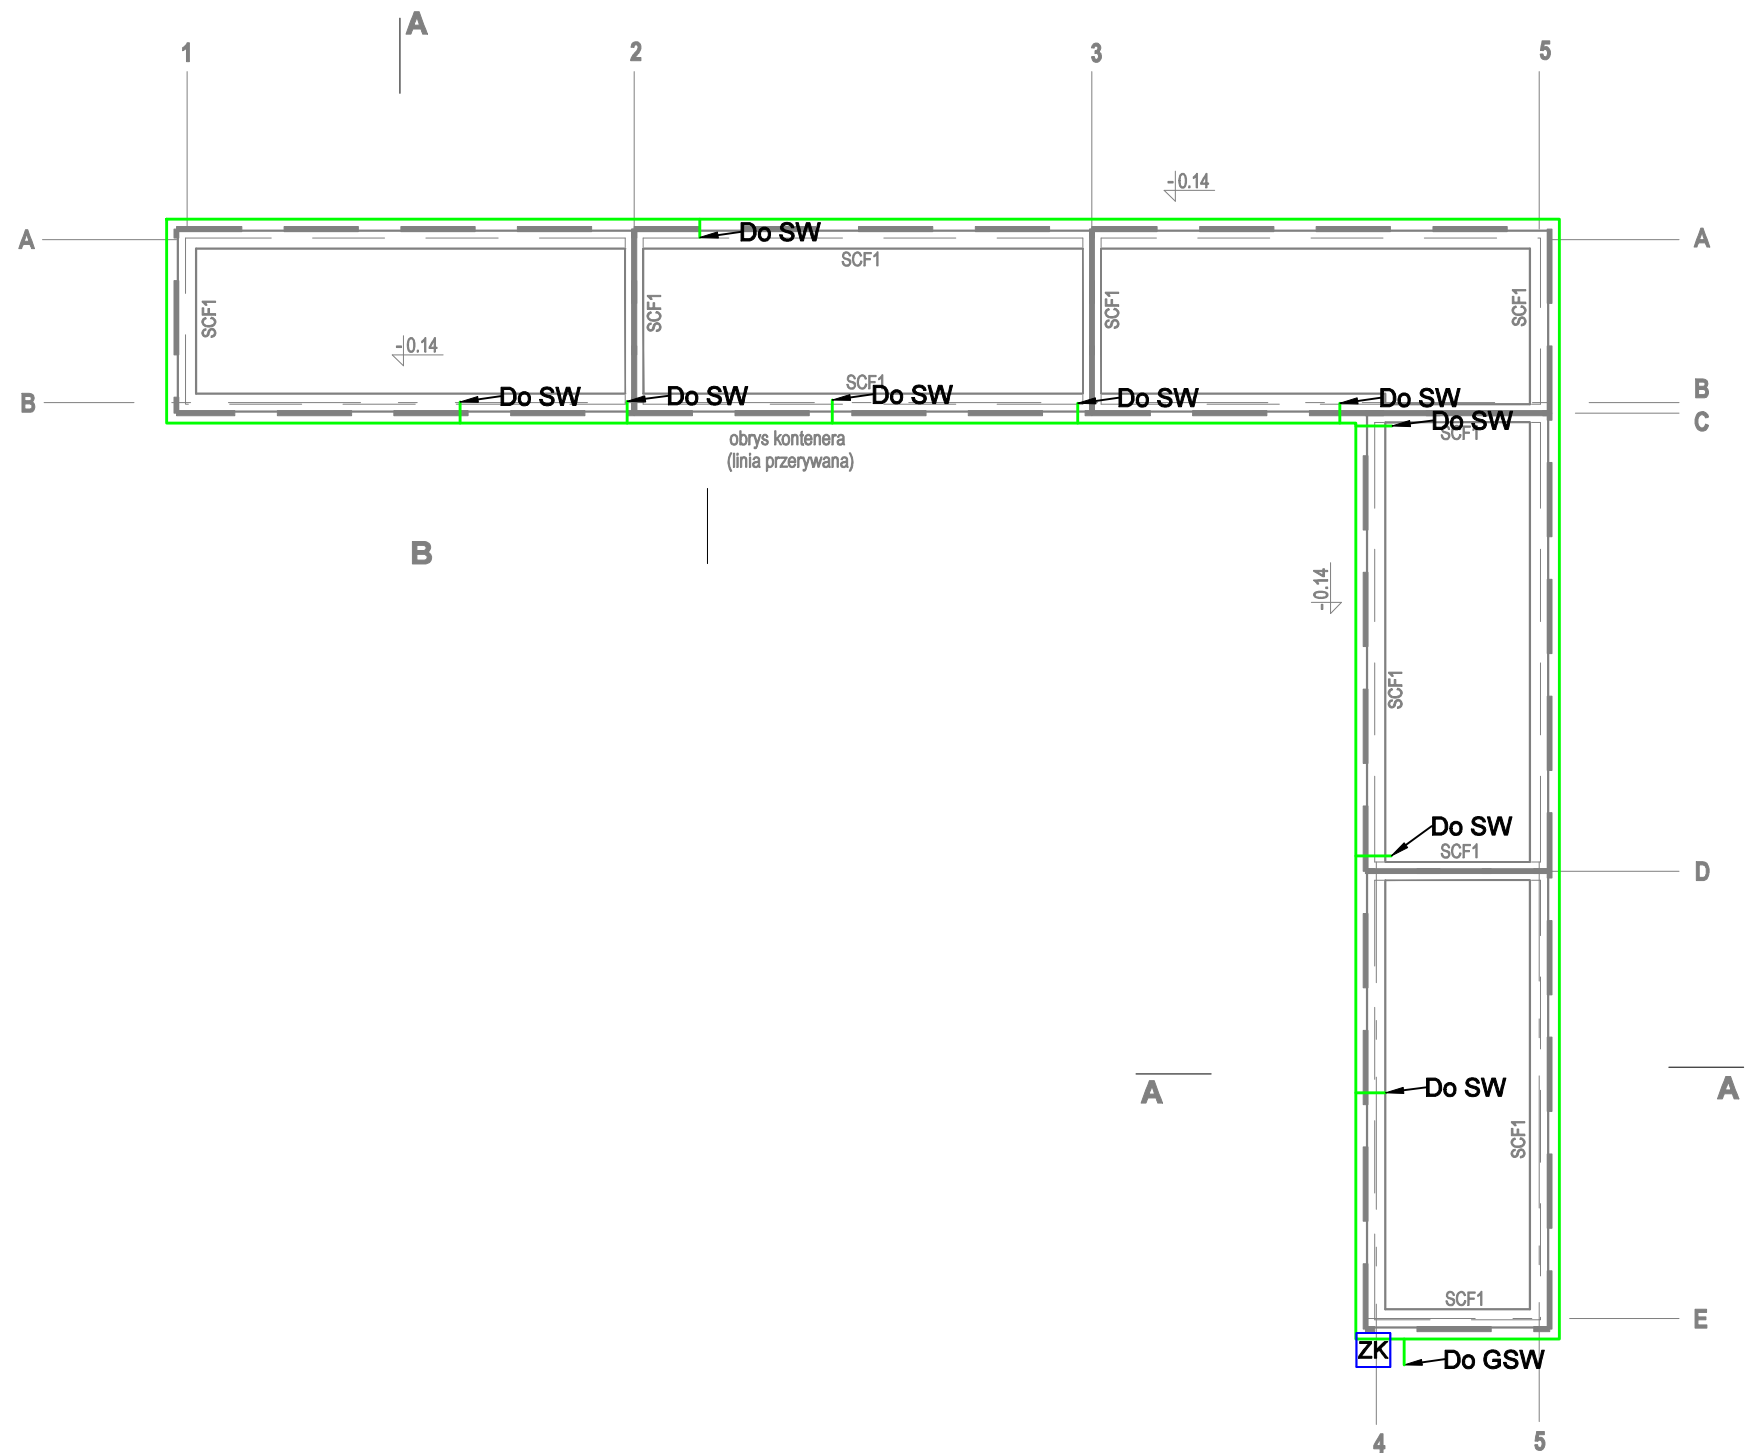 A
1
2
3
5
-0.14
A
Do SW
A
SCF1
SCF1
SCF1
SCF1
SCF1
-0.14
SCF1
B
Do SW
Do SW
Do SW
Do SW
Do SW
B
Do SW
C
SCF1
obrys kontenera
(linia przerywana)
B
-0.14
SCF1
Do SW
SCF1
D
A
Do SW
A
SCF1
SCF1
E
ZK
Do GSW
4
5